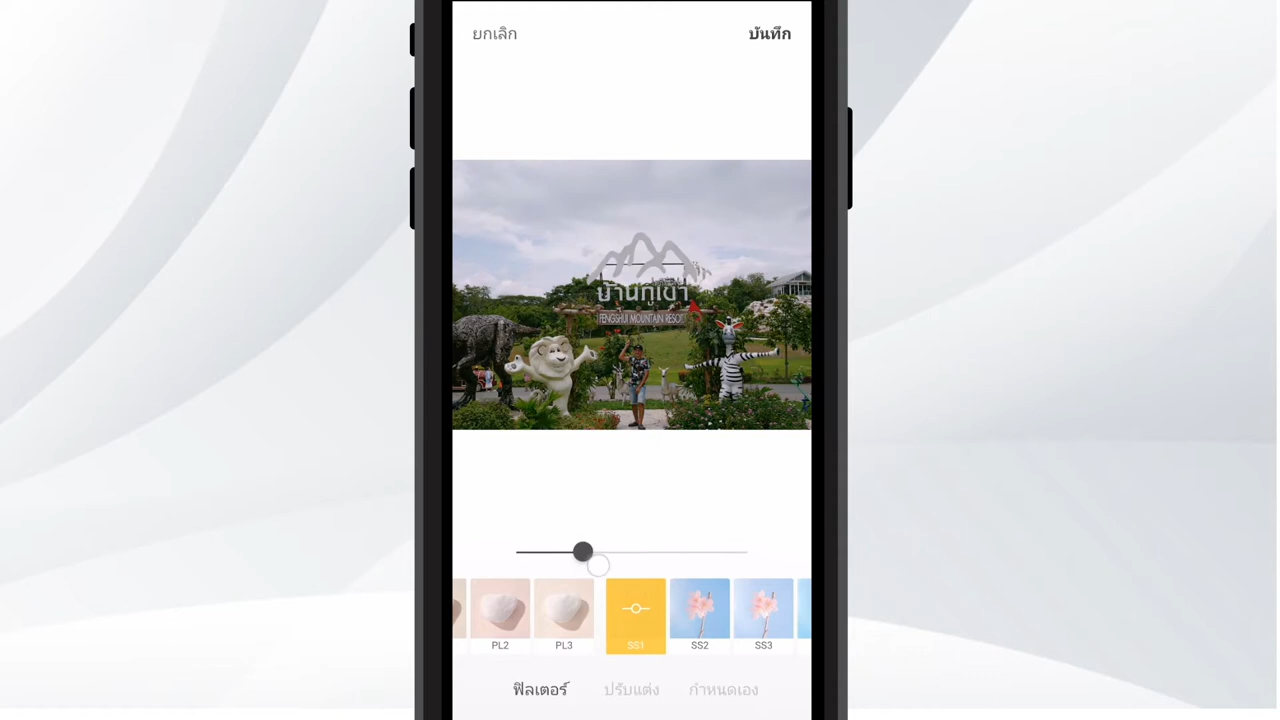 ยกเลิก
บันทึก
บ้านภูเขา
FENGSHUI MOUNTAIN RESORT
PL2
PL3
SS1
SS2
SS3
ฟิลเตอร์
ปรับแต่ง
กำหนดเอง